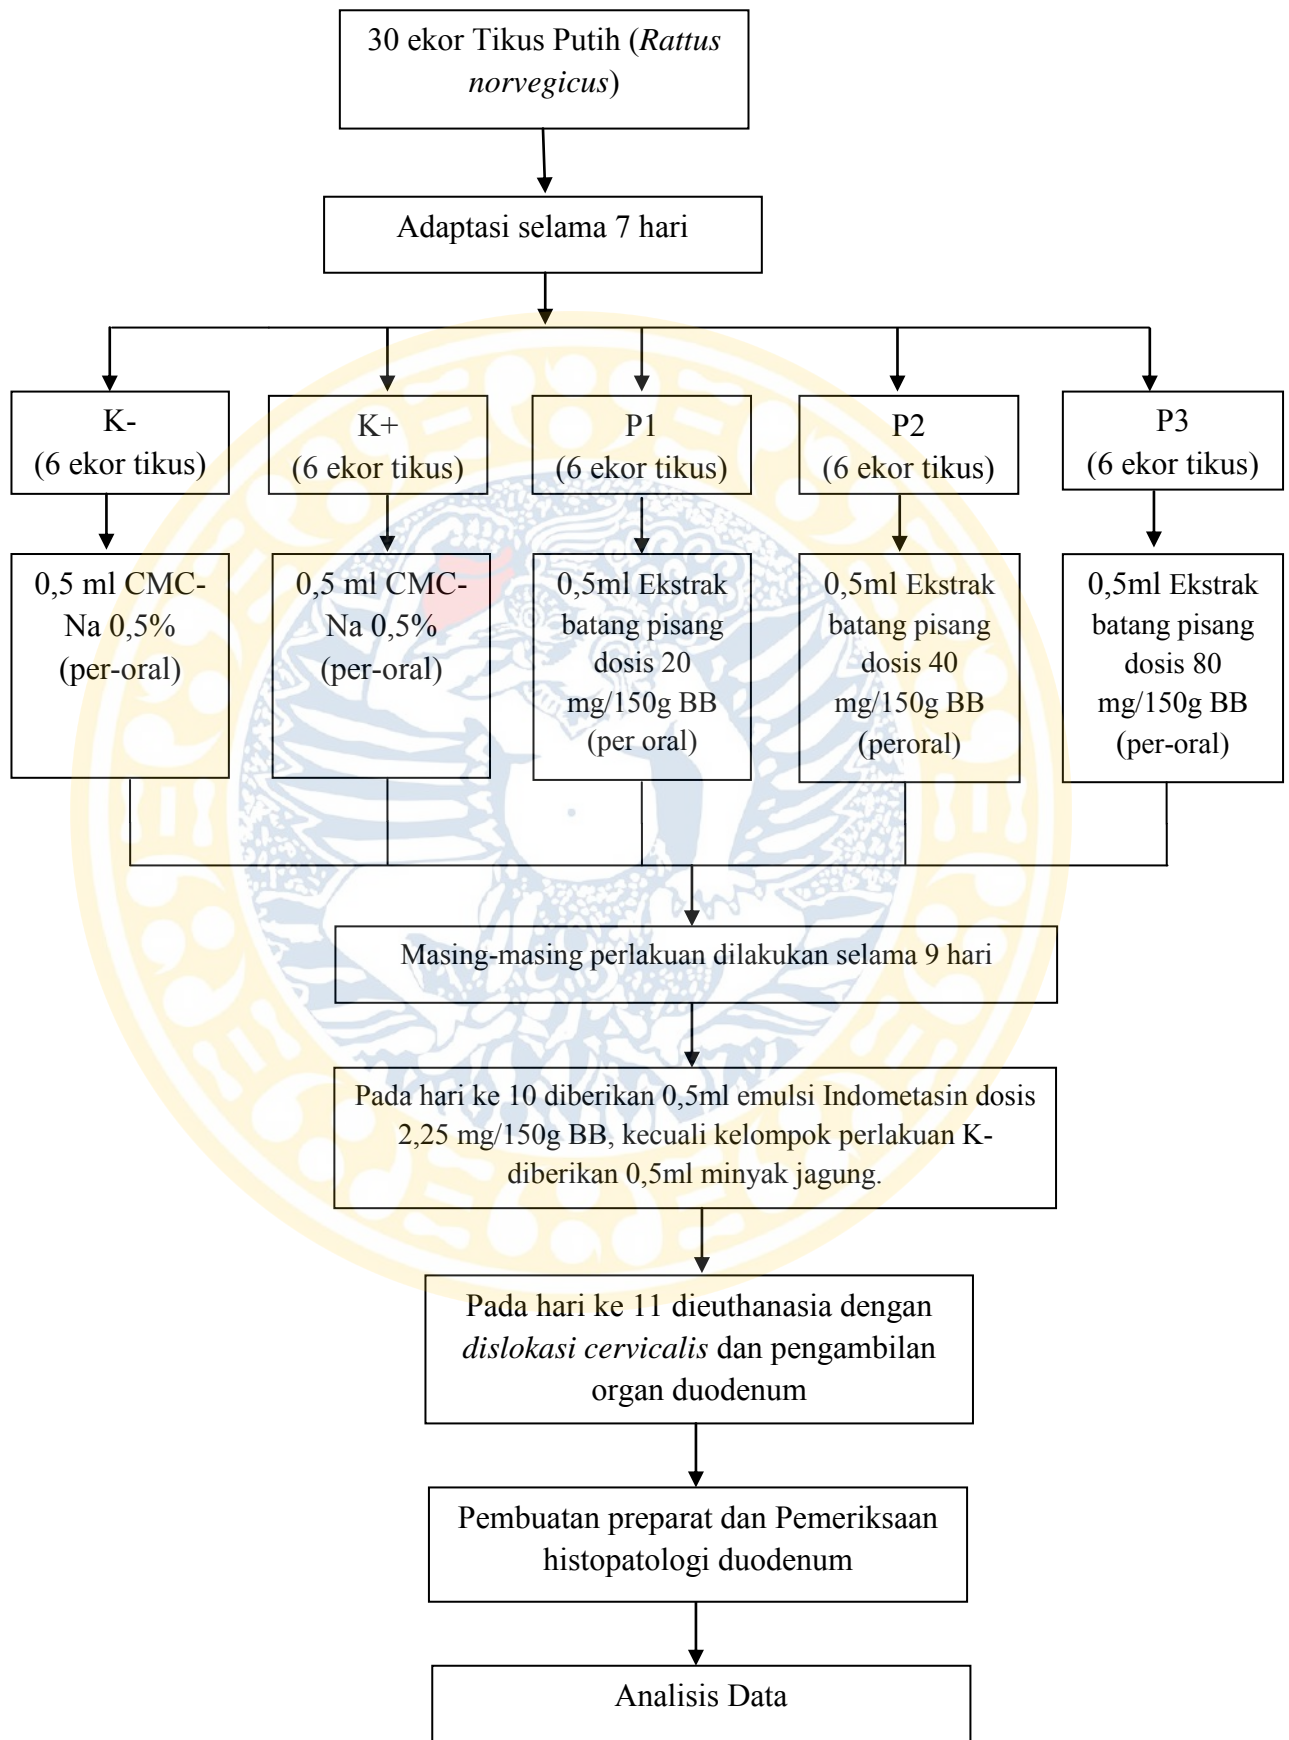 30 ekor Tikus Putih (Rattus
norvegicus)
Adaptasi selama 7 hari
K-
(6 ekor tikus)
K+
(6 ekor tikus)
P1
(6 ekor tikus)
P2
(6 ekor tikus)
P3
(6 ekor tikus)
0,5 ml CMC-
Na 0,5%
(per-oral)
0,5 ml CMC-
Na 0,5%
(per-oral)
0,5ml Ekstrak
batang pisang
dosis 20
mg/150g BB
(per oral)
0,5ml Ekstrak
batang pisang
dosis 40
mg/150g BB
(peroral)
0,5ml Ekstrak
batang pisang
dosis 80
mg/150g BB
(per-oral)
Masing-masing perlakuan dilakukan selama 9 hari
Pada hari ke 10 diberikan 0,5ml emulsi Indometasin dosis
2,25 mg/150g BB, kecuali kelompok perlakuan K-
diberikan 0,5ml minyak jagung.
Pada hari ke 11 dieuthanasia dengan
dislokasi cervicalis dan pengambilan
organ duodenum
Pembuatan preparat dan Pemeriksaan
histopatologi duodenum
Analisis Data